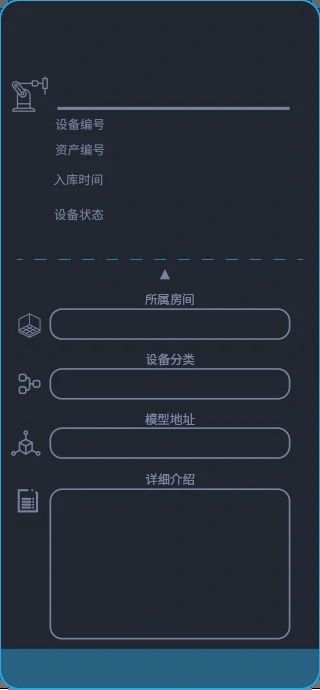 设备编号
资产编号
入库时间
设备状态
所属房间
设备分类
模型地址
详细介绍